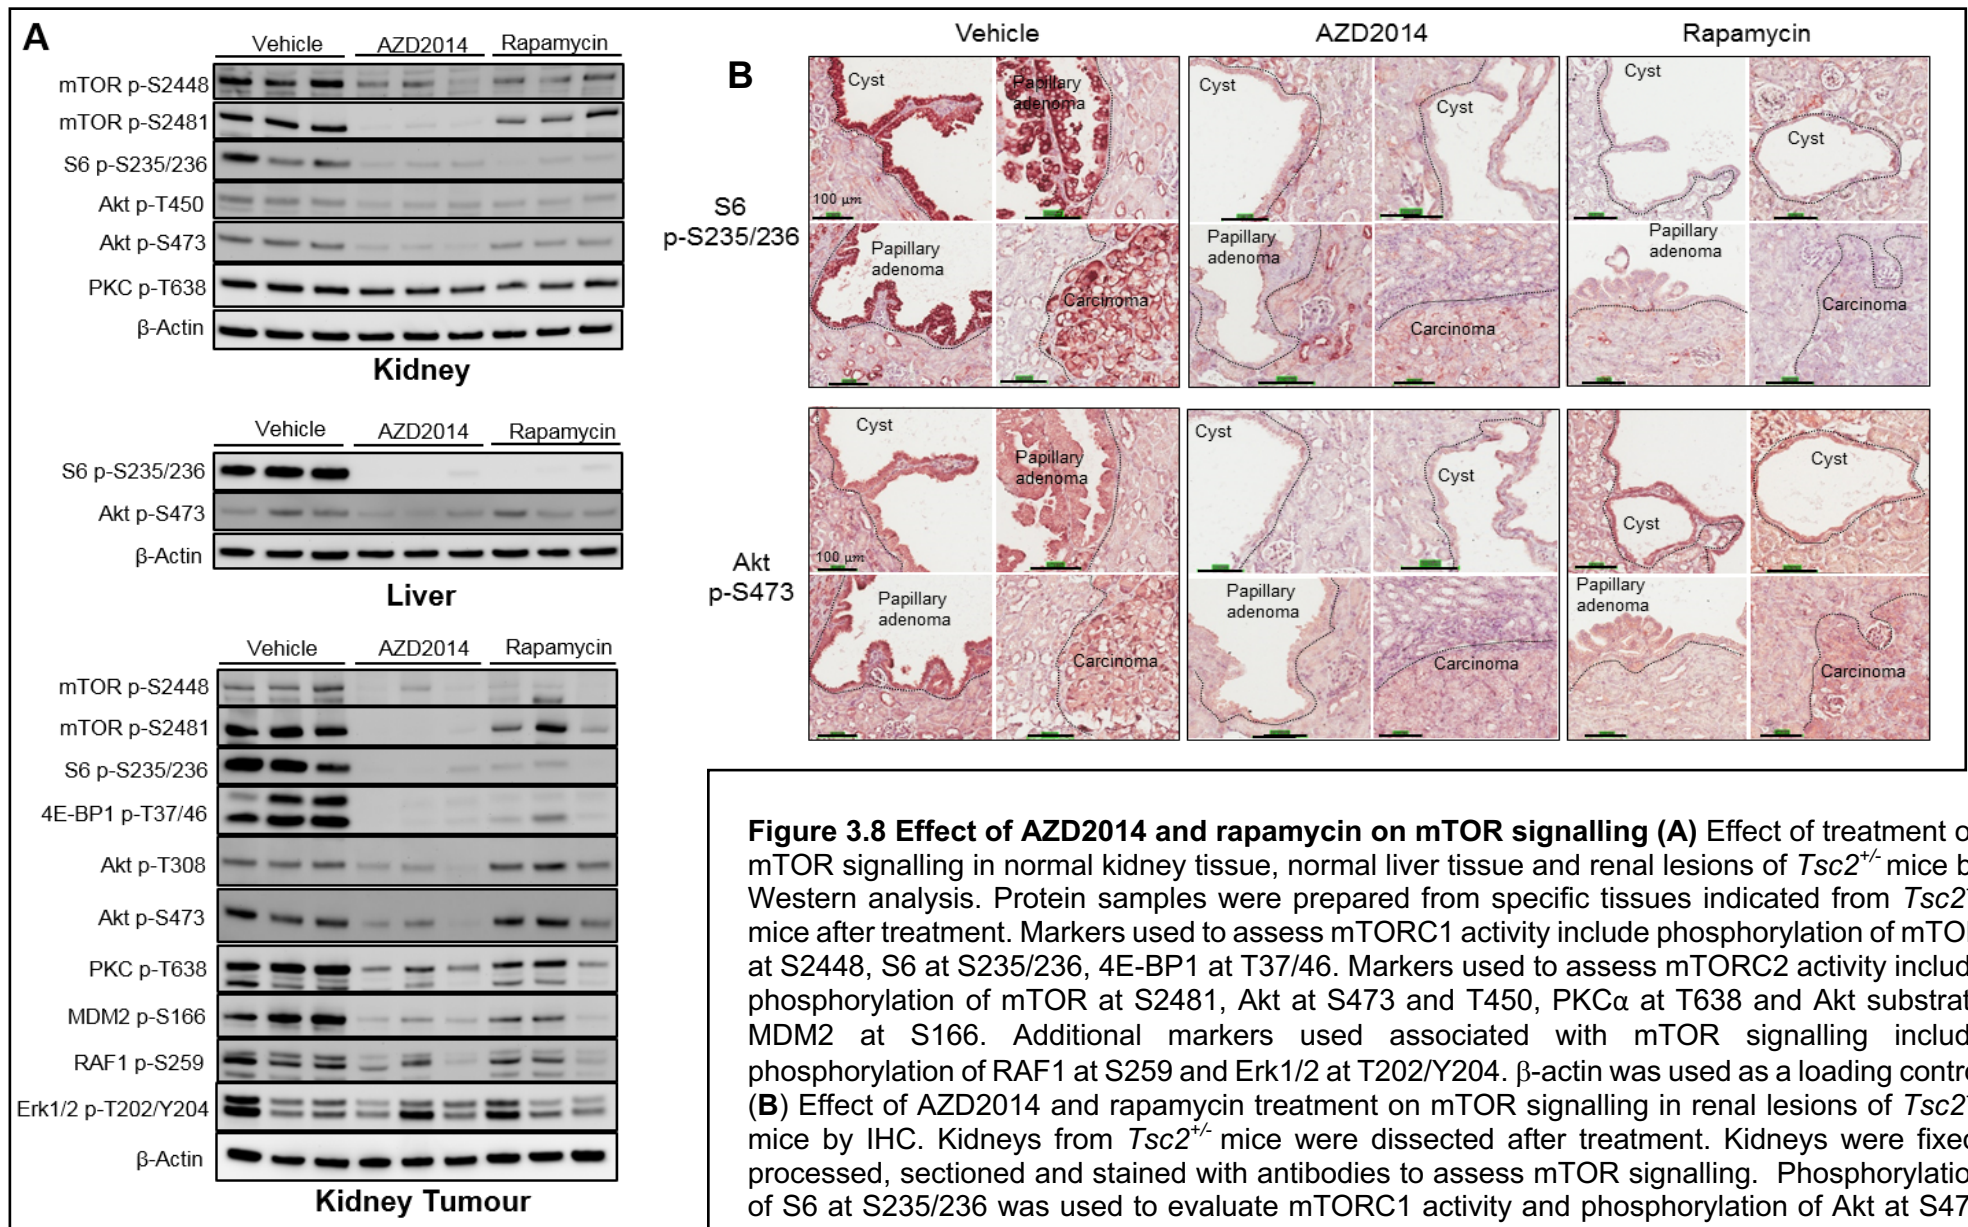 A
Vehicle AZD2014 Rapamycin
mTOR p-S2448
mTOR p-S2481
S6 p-S235/236
Akt p-T450
Akt p-S473
PKC p-T638
β-Actin
Kidney
Vehicle AZD2014 Rapamycin
S6 p-S235/236
Akt p-S473
β-Actin
Liver
Vehicle AZD2014 Rapamycin
mTOR p-S2448
mTOR p-S2481
S6 p-S235/236
4E-BP1 p-T37/46
Akt p-T308
Akt p-S473
PKC p-T638
MDM2 p-S166
RAF1 p-S259
Erk1/2 p-T202/Y204
β-Actin
Kidney Tumour
B
Vehicle AZD2014 Rapamycin
S6
p-S235/236
Cyst
Papillary
adenoma
100 µm
Papillary
adenoma
Carcinoma
Cyst
Cyst
Papillary
adenoma
Carcinoma
Cyst
Cyst
Papillary
adenoma
Carcinoma
Akt
p-S473
Cyst
Papillary
adenoma
100 µm
Papillary
adenoma
Carcinoma
Cyst
Cyst
Papillary
adenoma
Carcinoma
Cyst
Cyst
Papillary
adenoma
Carcinoma
Figure 3.8 Effect of AZD2014 and rapamycin on mTOR signalling (A) Effect of treatment
mTOR signalling in normal kidney tissue, normal liver tissue and renal lesions of Tsc2+/- mice
Western analysis. Protein samples were prepared from specific tissues indicated from
mice after treatment. Markers used to assess mTORC1 activity include phosphorylation of
at S2448, S6 at S235/236, 4E-BP1 at T37/46. Markers used to assess mTORC2 activity
phosphorylation of mTOR at S2481, Akt at S473 and T450, PKCα at T638 and Akt
MDM2 at S166. Additional markers used associated with mTOR signalling
phosphorylation of RAF1 at S259 and Erk1/2 at T202/Y204. β-actin was used as a loading
(B) Effect of AZD2014 and rapamycin treatment on mTOR signalling in renal lesions of
mice by IHC. Kidneys from Tsc2+/- mice were dissected after treatment. Kidneys were
processed, sectioned and stained with antibodies to assess mTOR signalling.
of S6 at S235/236 was used to evaluate mTORC1 activity and phosphorylation of Akt at